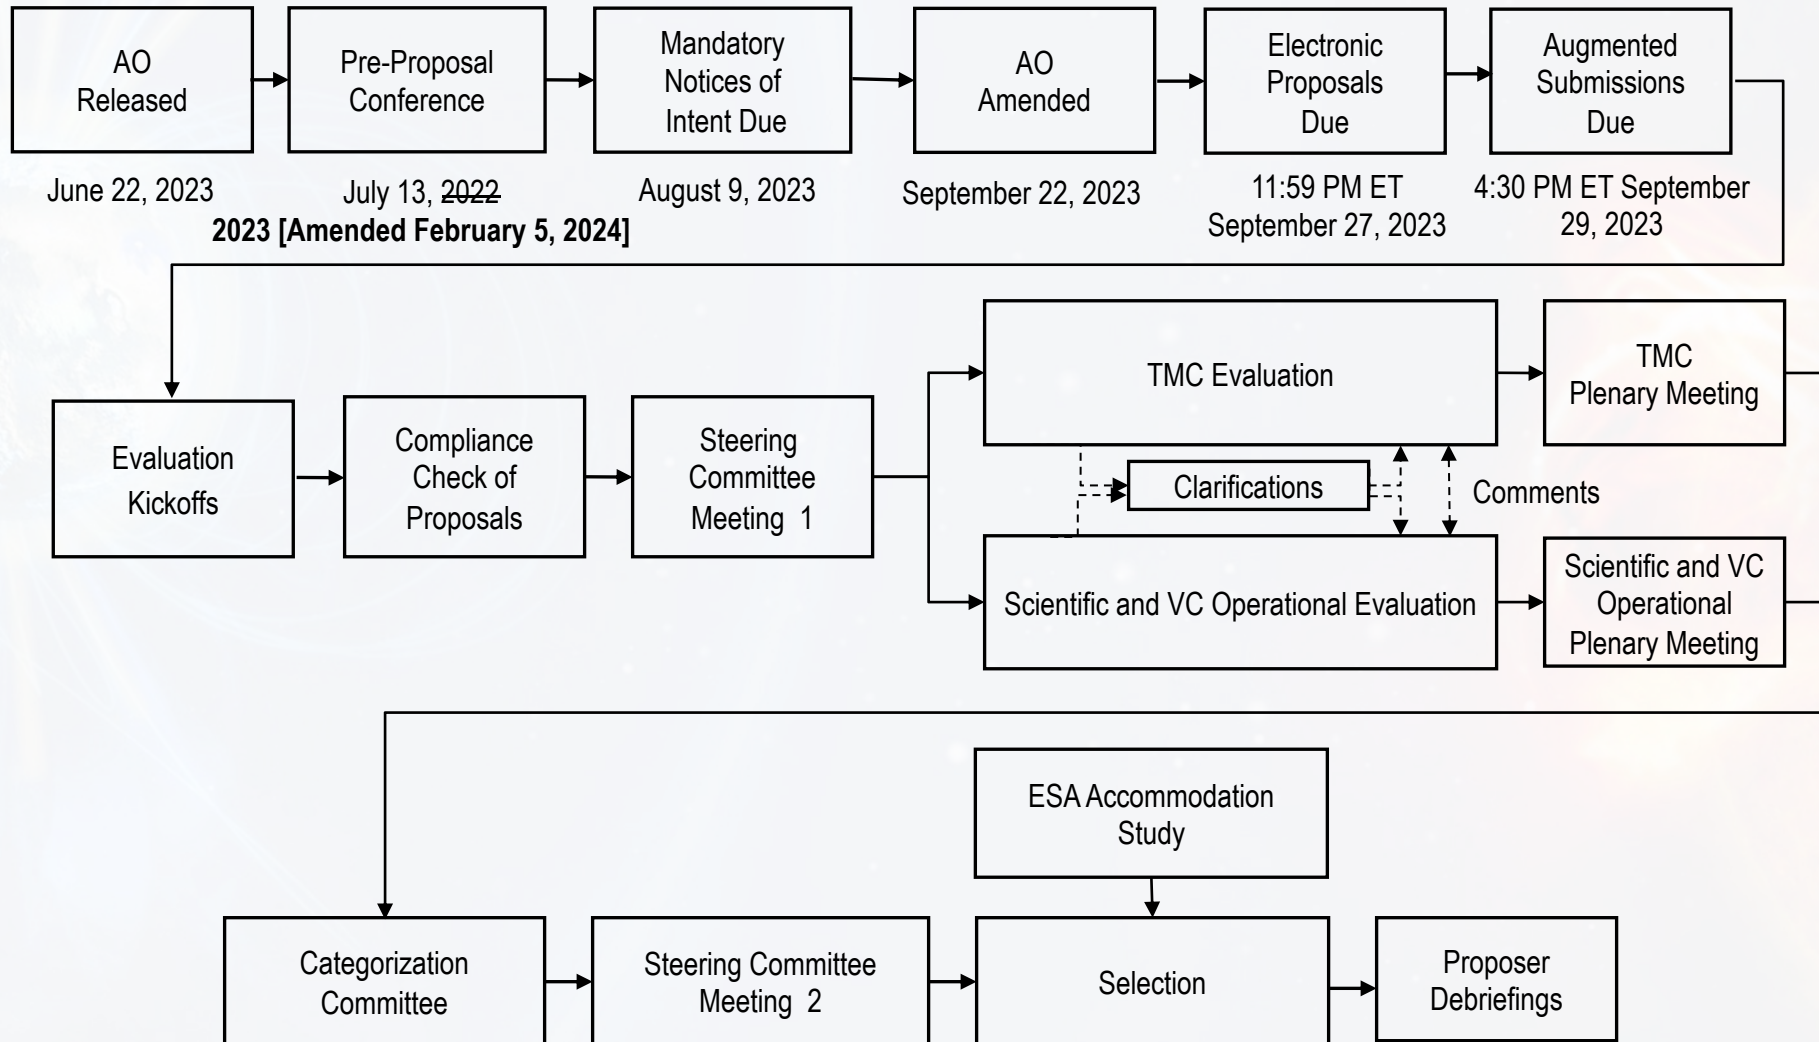 AO
Released
Pre-Proposal
Conference
Mandatory
Notices of
Intent Due
AO
Amended
Electronic
Proposals
Due
Augmented
Submissions
Due
June 22, 2023
July 13, 2022
2023 [Amended February 5, 2024]
August 9, 2023
September 22, 2023
11:59 PM ET
September 27, 2023
4:30 PM ET September
29, 2023
Evaluation
Kickoffs
Compliance
Check of
Proposals
Steering
Committee
Meeting 1
TMC Evaluation
TMC
Plenary Meeting
Clarifications
Comments
Scientific and VC Operational Evaluation
Scientific and VC
Operational
Plenary Meeting
ESA Accommodation
Study
Categorization
Committee
Steering Committee
Meeting 2
Selection
Proposer
Debriefings